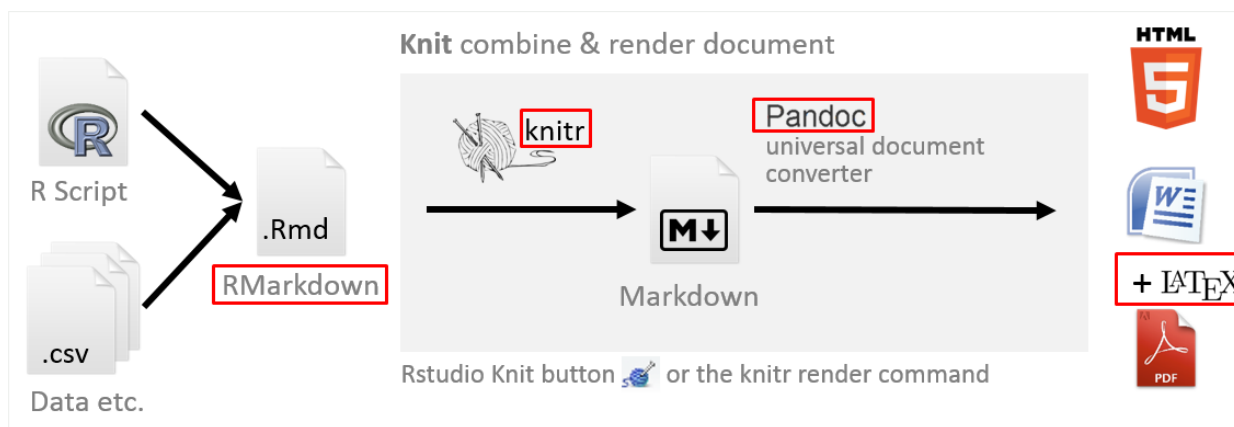 R
R Script
.csv
Data etc.
.Rmd
RMarkdown
Knit combine & render document
knitr
M
Markdown
Pandoc
universal document
converter
Rstudio Knit button or the knitr render command
HTML
5
W
+ LATEX
PDF